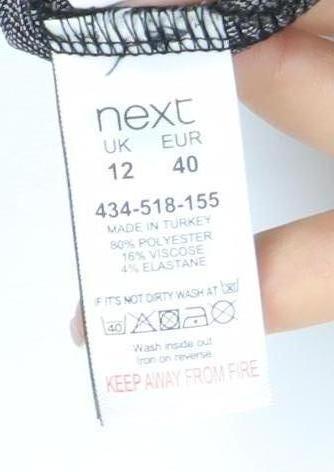 next
UK EUR
12 40
434-518-155
MADE IN TURKEY
80% POLYESTER
16% VISCOSE
4% ELASTANE
IF IT'S NOT DIRTY WASH AT
40
Wash inside out
Iron on reverse
KEEP AWAY FROM FIRE